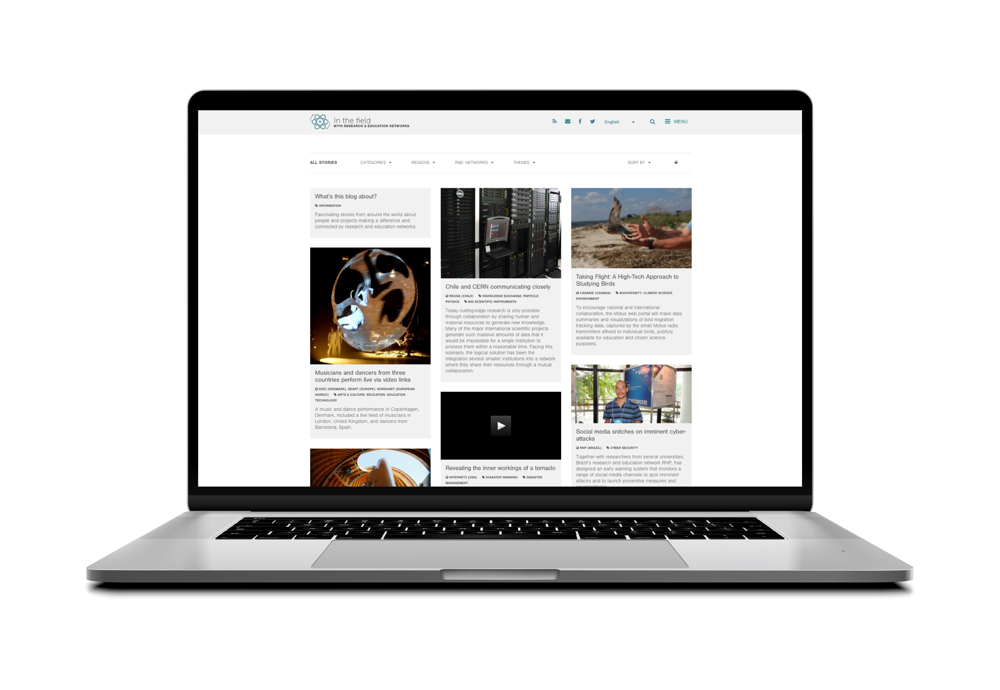 In the field
WITH RESEARCH & EDUCATION NETWORKS
English
MENU
ALL STORIES
CATEGORIES
REGIONS
R&E; NETWORKS
THEMES
SORT BY
What's this blog about?
INFORMATION
Fascinating stories from around the world about
people and projects making a difference and
connected by research and education networks.
Musicians and dancers from three
countries perform live via video links
DEIC (DENMARK), GÉANT (EUROPE), NORDUNET (EUROPEAN
NORDIC) ARTS & CULTURE, EDUCATION, EDUCATION
TECHNOLOGY
A music and dance performance in Copenhagen,
Denmark, included a live feed of musicians in
London, United Kingdom, and dancers from
Barcelona, Spain.
DELL
Chile and CERN communicating closely
REUNA (CHILE) KNOWLEDGE EXCHANGE, PARTICLE
PHYSICS BIG SCIENTIFIC INSTRUMENTS
Today cutting-edge research is only possible
through collaboration by sharing human and
material resources to generate new knowledge.
Many of the major international scientific projects
generate such massive amounts of data that it
would be impossible for a single institution to
process them within a reasonable time. Facing this
scenario, the logical solution has been the
integration several smaller institutions into a network
where they share their resources through a mutual
collaboration.
Revealing the inner workings of a tornado
INTERNET2 (USA) DISASTER WARNING DISASTER
MANAGEMENT
Taking Flight: A High-Tech Approach to
Studying Birds
CANARIE (CANADA) BIODIVERSITY, CLIMATE SCIENCE,
ENVIRONMENT
To encourage national and international
collaboration, the Motus web portal will make data
summaries and visualizations of bird migration
tracking data, captured by the small Motus radio
transmitters affixed to individual birds, publicly
available for education and citizen science
purposes.
WRNP
Social media snitches on imminent cyber-
attacks
RNP (BRAZIL) CYBER SECURITY
Together with researchers from several universities,
Brazil's research and education network RNP, has
designed an early warning system that monitors a
range of social media channels to spot imminent
attacks and to launch preventive measures and